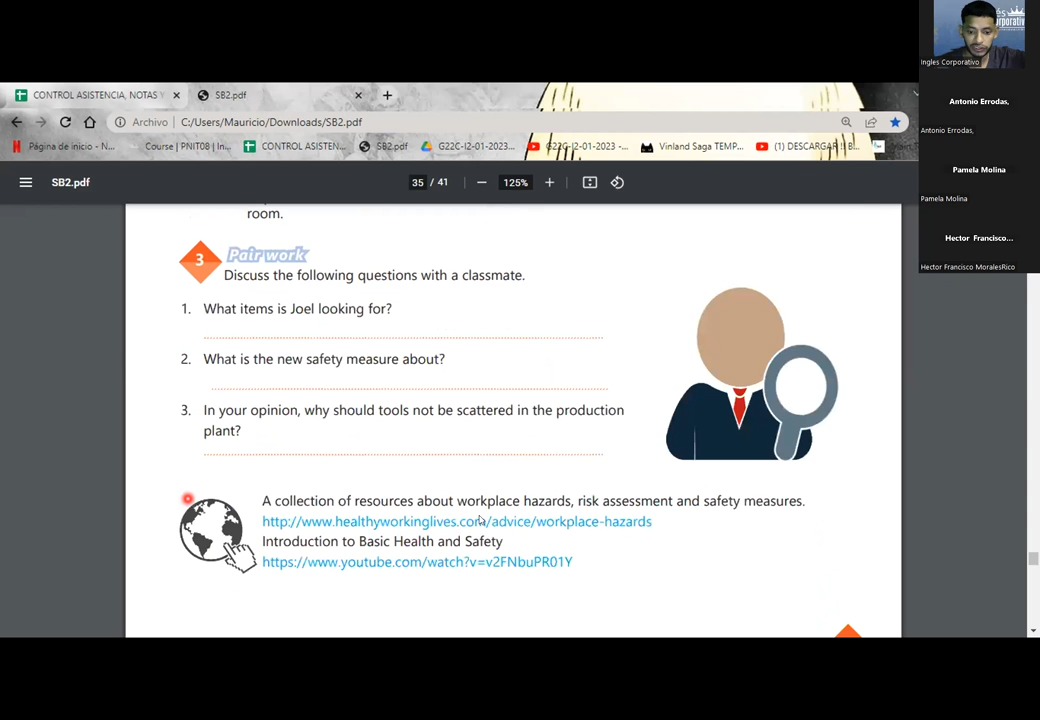 CONTROL ASISTENCIA, NOTAS Y
SB2.pdf
Archivo
C:/Users/Mauricio/Downloads/SB2.pdf
Página de inicio - N...
Course | PNIT08 | In...
CONTROL ASISTEN...
SB2.pdf
G22C-I2-01-2023...
G22C-I2-01-2023 -...
Vinland Saga TEMP...
(1) DESCARGAR !! B...
SB2.pdf
35 / 41
125%
room.
3
Pair work
Discuss the following questions with a classmate.
1. What items is Joel looking for?
2. What is the new safety measure about?
3. In your opinion, why should tools not be scattered in the production
plant?
A collection of resources about workplace hazards, risk assessment and safety measures.
http://www.healthyworkinglives.com/advice/workplace-hazards
Introduction to Basic Health and Safety
https://www.youtube.com/watch?v=v2FNbuPR01Y
Ingles Corporativo
Antonio Errodas,
Antonio Errodas,
Pamela Molina
Pamela Molina
Hector Francisco...
Hector Francisco MoralesRico